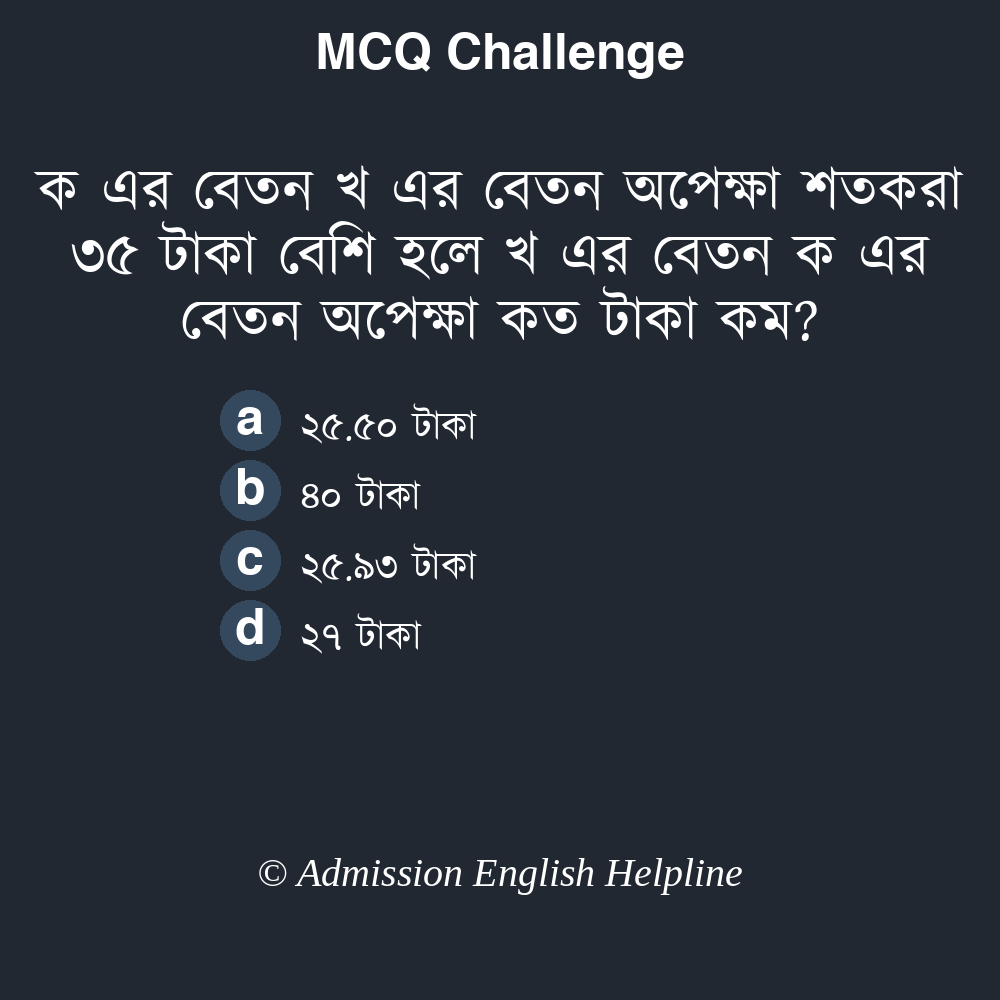 MCQ Challenge
ক এর বেতন খ এর বেতন অপেক্ষা শতকরা
৩৫ টাকা বেশি হলে খ এর বেতন ক এর
বেতন অপেক্ষা কত টাকা কম?
a ২৫.৫০ টাকা
b ৪০ টাকা
c ২৫.৯৩ টাকা
d ২৭ টাকা
© Admission English Helpline